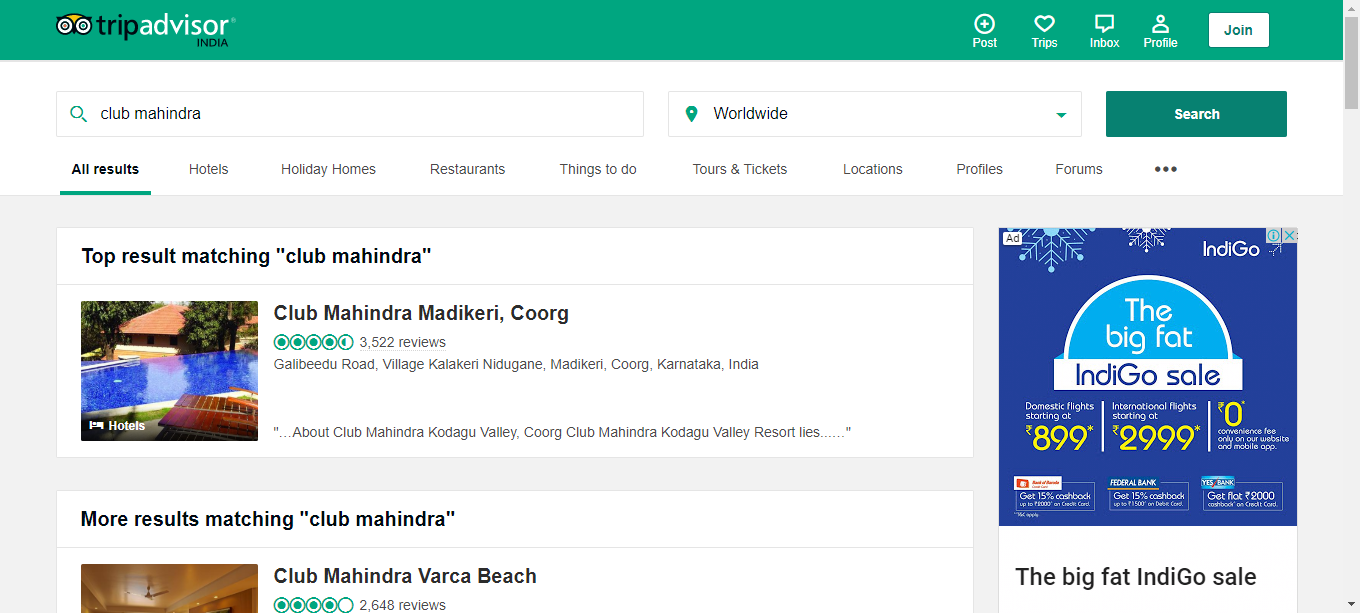 tripadvisor®
INDIA
Post
Trips
Inbox
Profile
Join
club mahindra
Worldwide
Search
All results
Hotels
Holiday Homes
Restaurants
Things to do
Tours & Tickets
Locations
Profiles
Forums
•••
Top result matching "club mahindra"
Hotels
Club Mahindra Madikeri, Coorg
3,522 reviews
Galibeedu Road, Village Kalakeri Nidugane, Madikeri, Coorg, Karnataka, India
"…About Club Mahindra Kodagu Valley, Coorg Club Mahindra Kodagu Valley Resort lies...…"
More results matching "club mahindra"
Club Mahindra Varca Beach
2,648 reviews
Ad
IndiGo
The
big fat
IndiGo sale
Domestic flights
starting at
₹899*
International flights
starting at
₹2999*
₹0*
convenience fee
only on our website
and mobile app.
Bank of Baroda
Credit Card
Get 15% cashback
up to ₹2000* on Credit Card.
FEDERAL BANK
Get 15% cashback
up to ₹1500* on Debit Card.
YES BANK
Get flat ₹2000
cashback* on Credit Card.
*T&C apply.
The big fat IndiGo sale